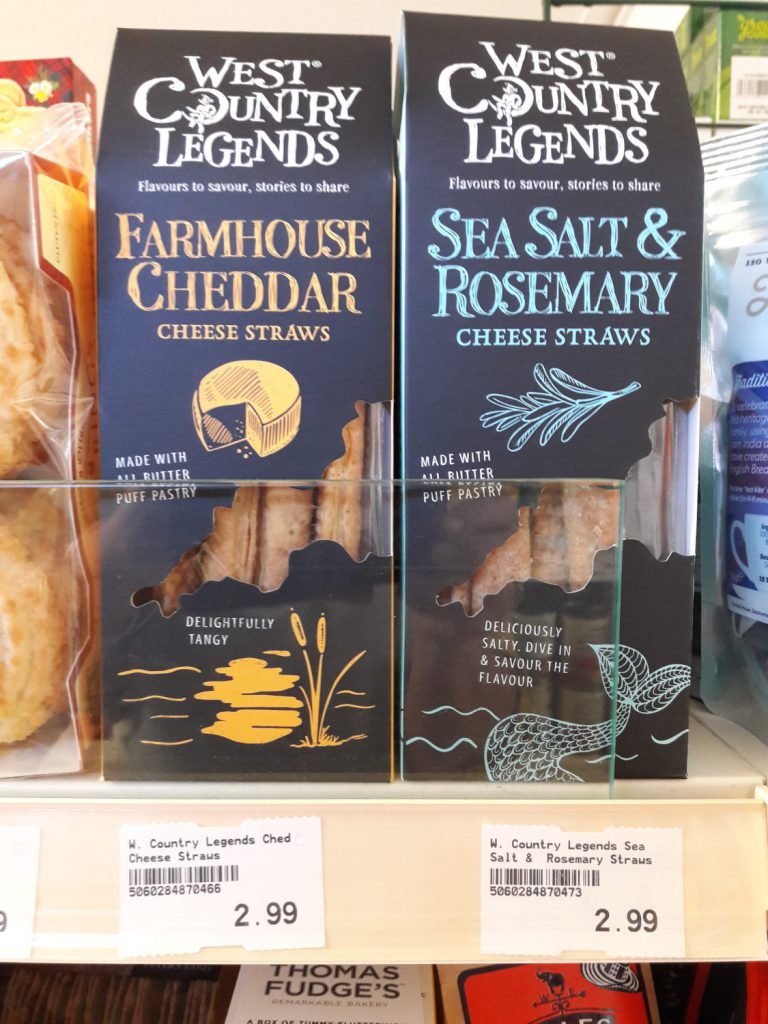 WEST®
COUNTRY
LEGENDS
Flavours to savour, stories to share
FARMHOUSE
CHEDDAR
CHEESE STRAWS
MADE WITH
ALL BUTTER
PUFF PASTRY
DELIGHTFULLY
TANGY
WEST®
COUNTRY
LEGENDS
Flavours to savour, stories to share
SEA SALT &
ROSEMARY
CHEESE STRAWS
MADE WITH
ALL BUTTER
PUFF PASTRY
DELICIOUSLY
SALTY. DIVE IN
& SAVOUR THE
FLAVOUR
W. Country Legends Ched
Cheese Straws
5060284870466
2.99
W. Country Legends Sea
Salt & Rosemary Straws
5060284870473
2.99
THOMAS
FUDGE'S
REMARKABLE BAKERY